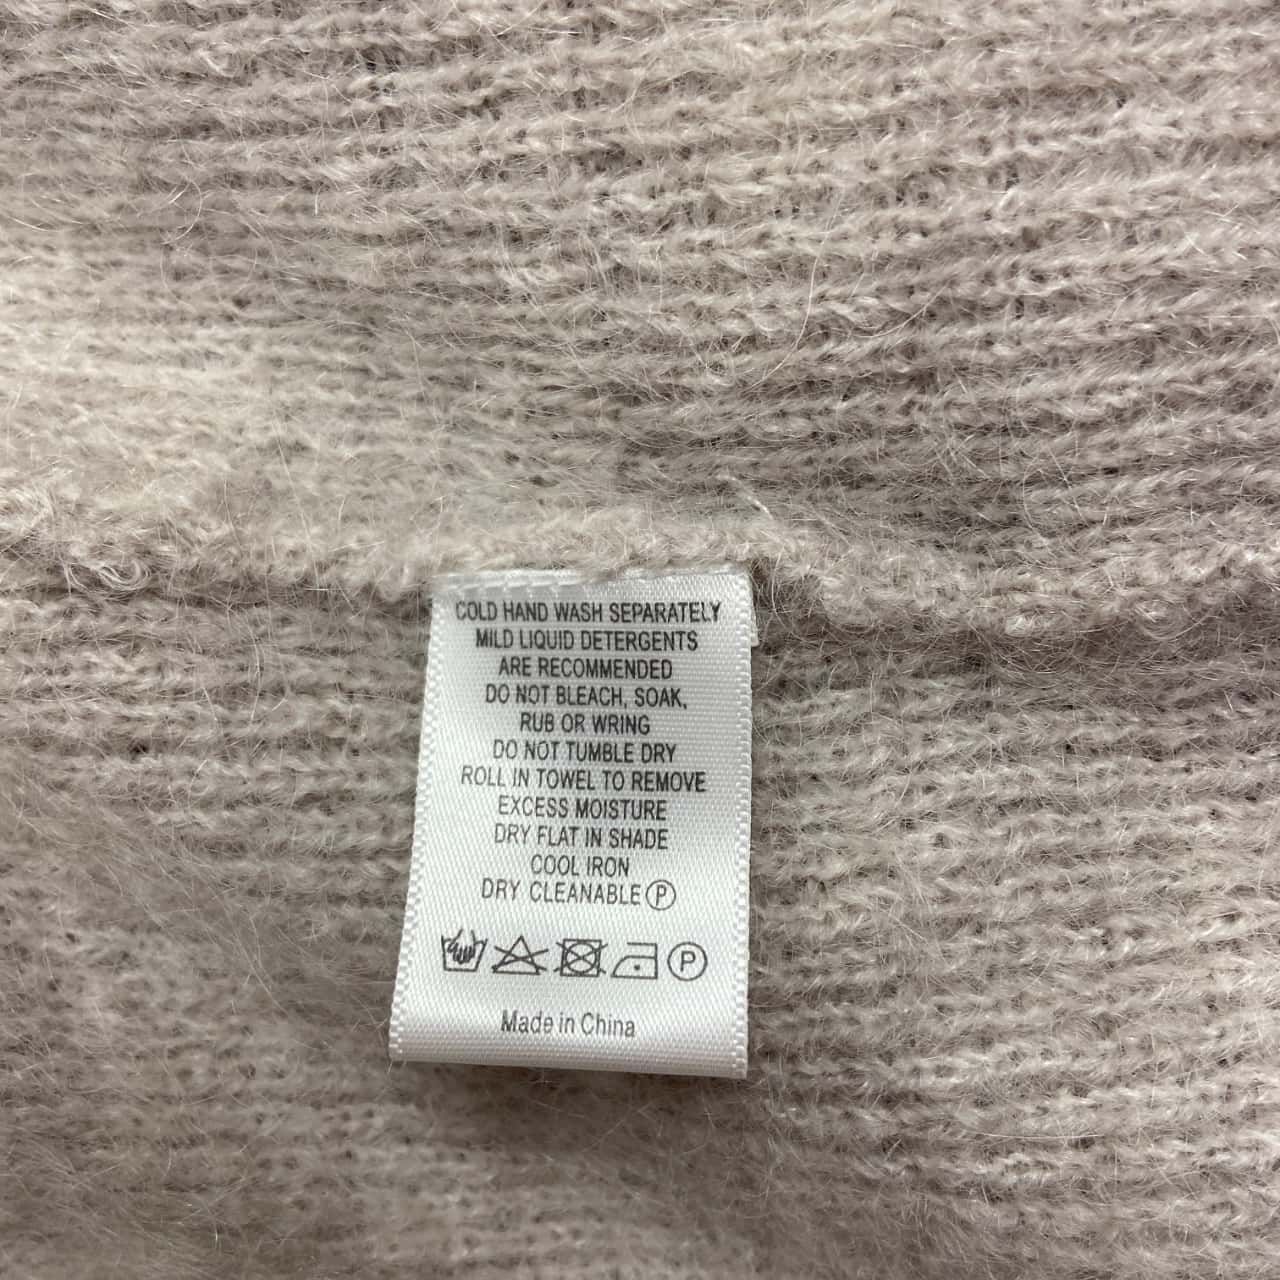 COLD HAND WASH SEPARATELY
MILD LIQUID DETERGENTS
ARE RECOMMENDED
DO NOT BLEACH, SOAK,
RUB OR WRING
DO NOT TUMBLE DRY
ROLL IN TOWEL TO REMOVE
EXCESS MOISTURE
DRY FLAT IN SHADE
COOL IRON
DRY CLEANABLE Ⓟ
Ⓟ
Made in China